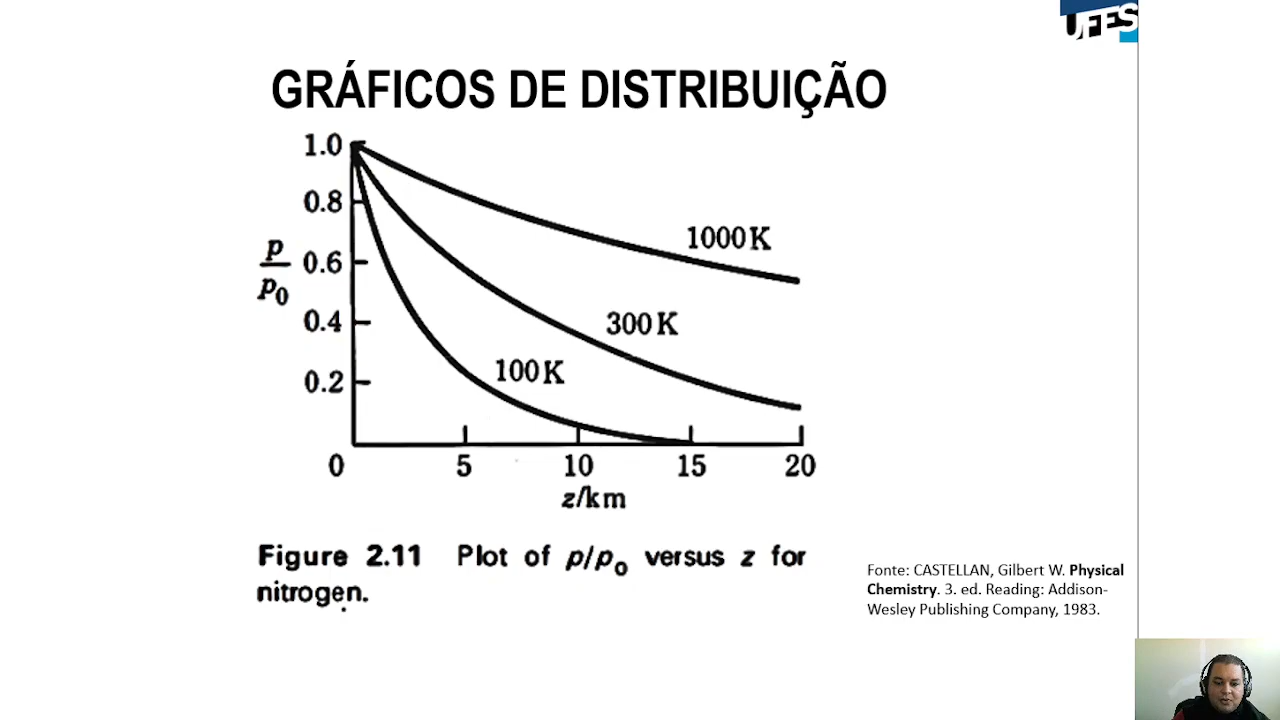 UFES
GRÁFICOS DE DISTRIBUIÇÃO
1.0
0.8
p
p0
0.6
0.4
0.2
1000 K
300 K
100 K
0 5 10 15 20
z/km
Figure 2.11 Plot of p/p₀ versus z for
nitrogen.
Fonte: CASTELLAN, Gilbert W. Physical
Chemistry. 3. ed. Reading: Addison-
Wesley Publishing Company, 1983.